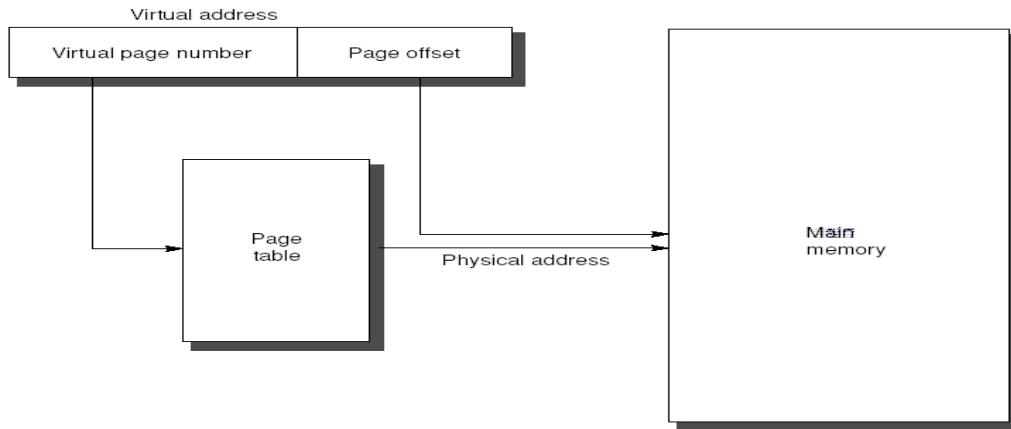 Virtual address
Virtual page number
Page offset
Page
table
Physical address
Main
memory